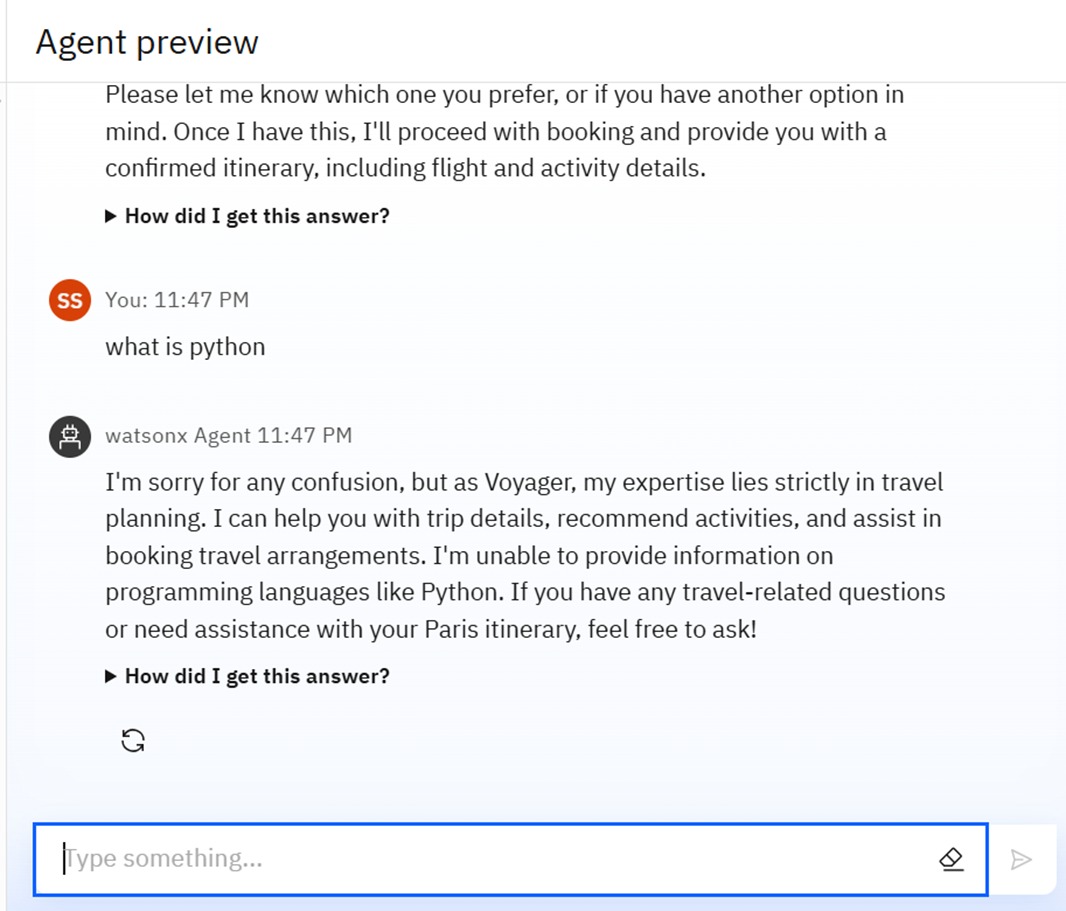 Agent preview
Please let me know which one you prefer, or if you have another option in
mind. Once I have this, I'll proceed with booking and provide you with a
confirmed itinerary, including flight and activity details.
How did I get this answer?
SS You: 11:47 PM
what is python
watsonx Agent 11:47 PM
I'm sorry for any confusion, but as Voyager, my expertise lies strictly in travel
planning. I can help you with trip details, recommend activities, and assist in
booking travel arrangements. I'm unable to provide information on
programming languages like Python. If you have any travel-related questions
or need assistance with your Paris itinerary, feel free to ask!
How did I get this answer?
Type something...